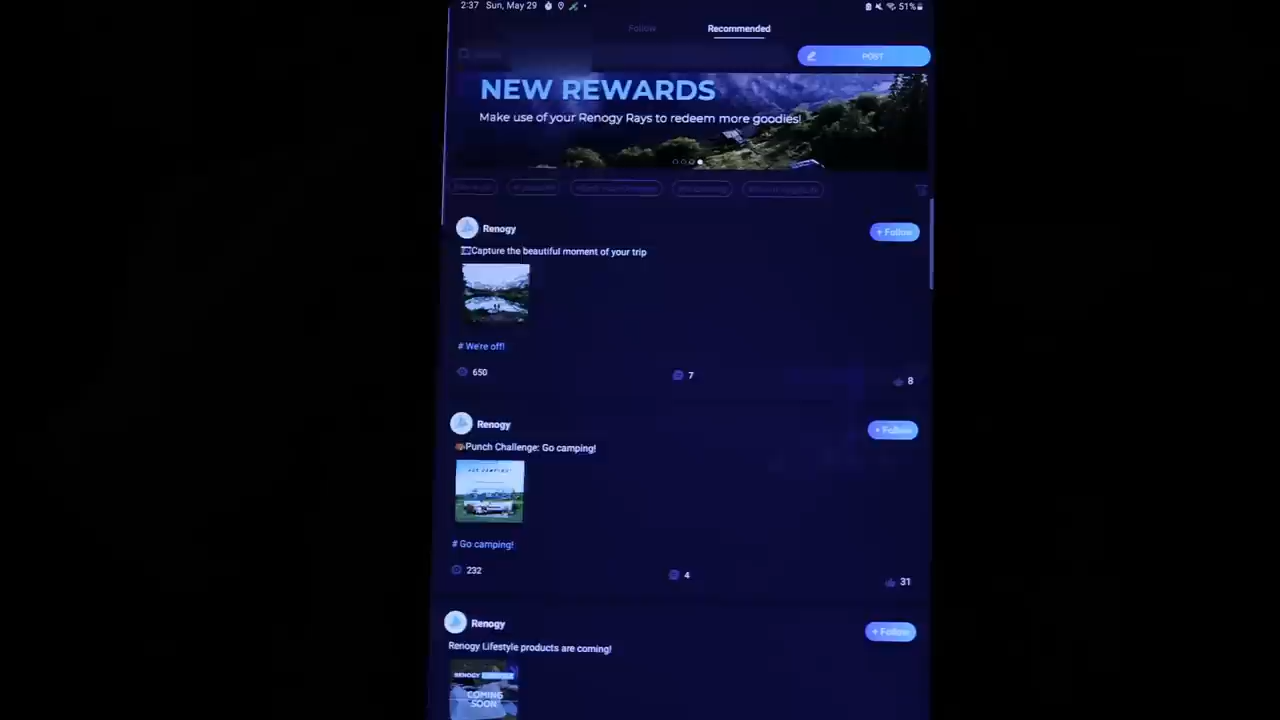 2:37 Sun, May 29
51%
Follow
Recommended
POST
NEW REWARDS
Make use of your Renogy Rays to redeem more goodies!
Renogy
+ Follow
Capture the beautiful moment of your trip
# We're off!
650
7
8
Renogy
+ Follow
Punch Challenge: Go camping!
# Go camping!
232
4
31
Renogy
+ Follow
Renogy Lifestyle products are coming!
RENOGY
COMING
SOON